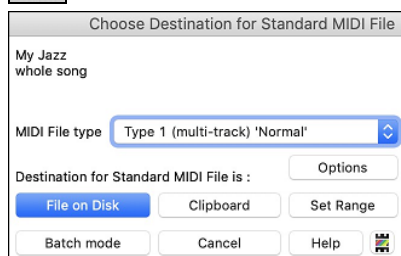 Choose Destination for Standard MIDI File
My Jazz
whole song
MIDI File type Type 1 (multi-track) 'Normal'
Options
Destination for Standard MIDI File is :
File on Disk Clipboard Set Range
Batch mode Cancel Help